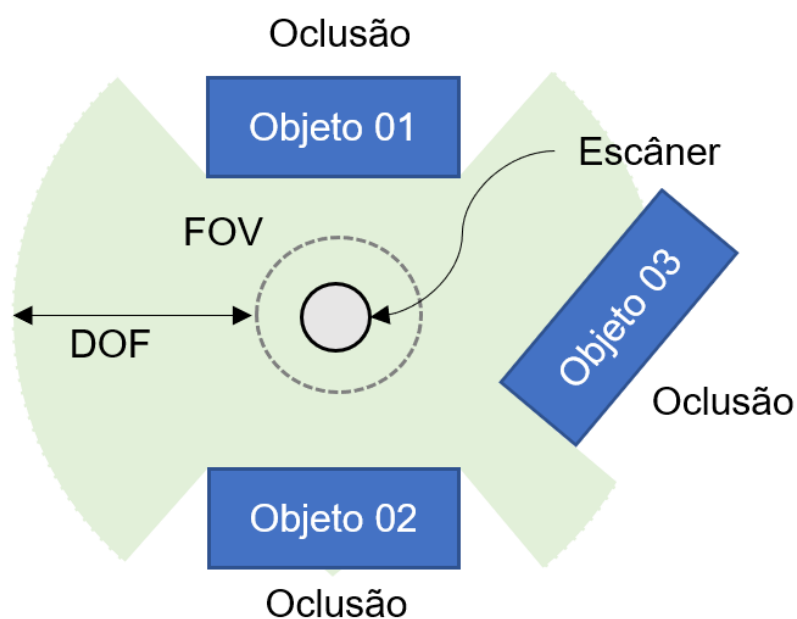 Oclusão
Objeto 01
Escâner
FOV
Objeto 03
DOF
Oclusão
Objeto 02
Oclusão